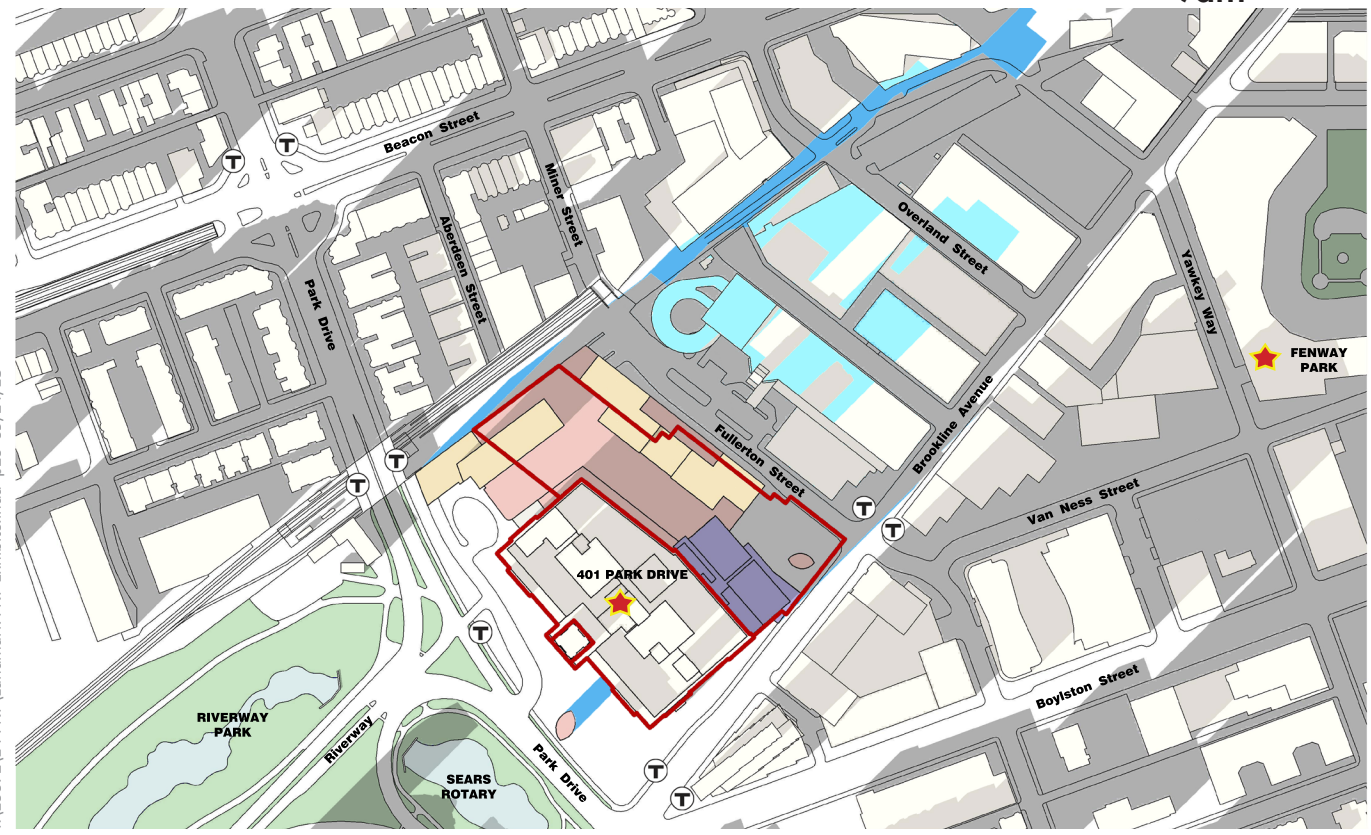 Beacon Street
Miner Street
Aberdeen Street
Park Drive
Overland Street
Yawkey Way
FENWAY
PARK
Brookline Avenue
Fullerton Street
Van Ness Street
401 PARK DRIVE
Boylston Street
RIVERWAY
PARK
Riverway
Park Drive
SEARS
ROTARY
T
T
T
T
T
T
T
T
T